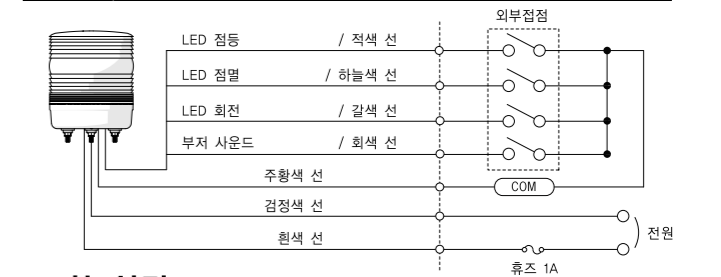 외부접점
LED 점등 / 적색 선
LED 점멸 / 하늘색 선
LED 회전 / 갈색 선
부저 사운드 / 회색 선
주황색 선
COM
검정색 선
전원
흰색 선
휴즈 1A